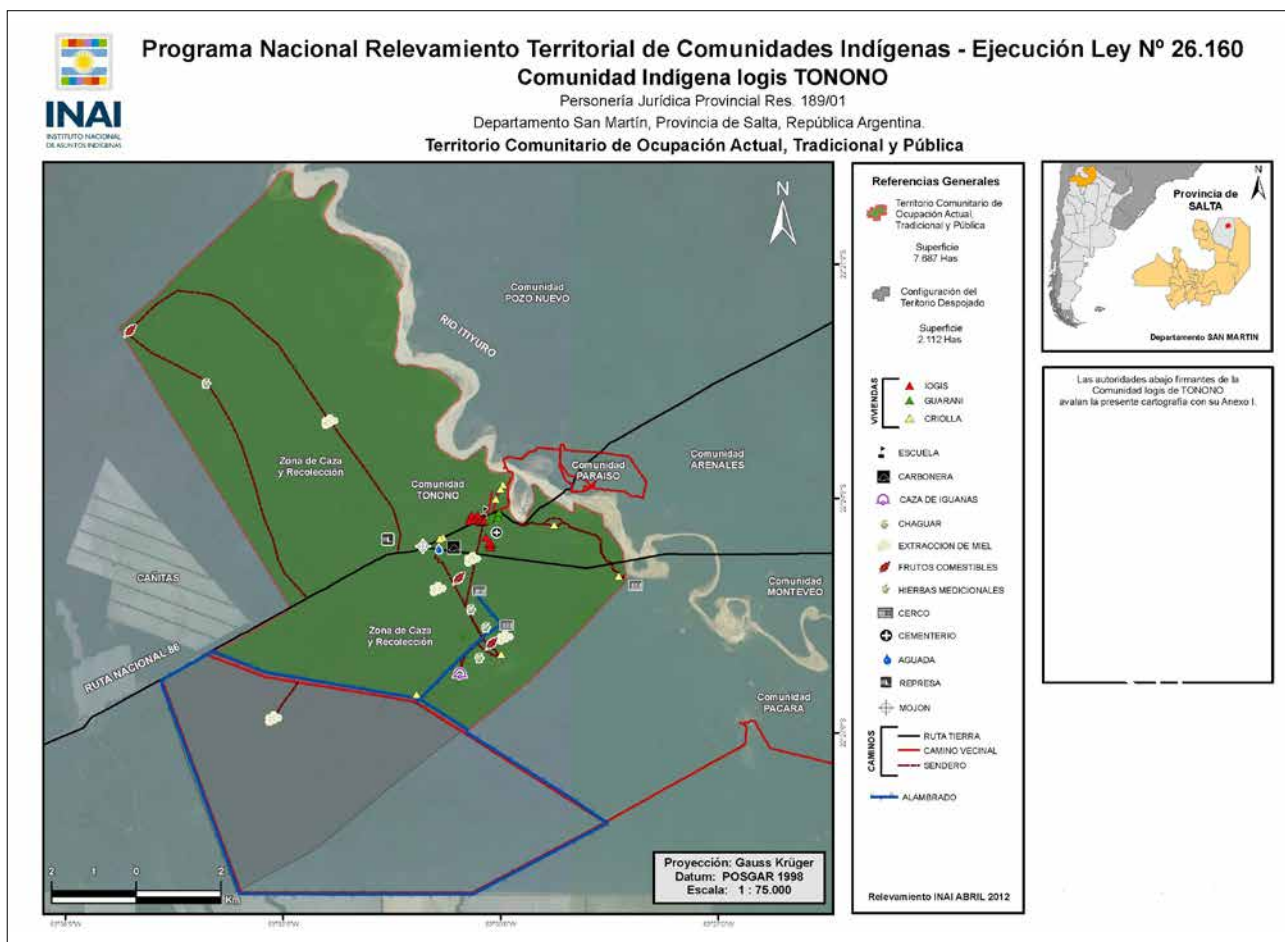 Programa Nacional Relevamiento Territorial de Comunidades Indígenas - Ejecución Ley Nº 26.160
Comunidad Indígena Iogis TONONO
Personería Jurídica Provincial Res. 189/01
Departamento San Martín, Provincia de Salta, República Argentina.
Territorio Comunitario de Ocupación Actual, Tradicional y Pública
INAI
INSTITUTO NACIONAL
DE ASUNTOS INDÍGENAS
N
Comunidad
POZO NUEVO
RIO ITIYURO
Zona de Caza
y Recolección
Comunidad
TONONO
Comunidad
PARAISO
Comunidad
ARENALES
CAÑITAS
Comunidad
MONTEVEO
Zona de Caza
y Recolección
RUTA NACIONAL 86
Comunidad
PACARA
2 1 0 2
Km
Proyección: Gauss Krüger
Datum: POSGAR 1998
Escala: 1 : 75.000
Referencias Generales
Territorio Comunitario de
Ocupación Actual,
Tradicional y Pública
Superficie
7.687 Has
Configuración del
Teritorio Despojado
Superficie
2.112 Has
VIVIENDAS
IOGIS
GUARANI
CRIOLLA
ESCUELA
CARBONERA
CAZA DE IGUANAS
CHAGUAR
EXTRACCION DE MIEL
FRUTOS COMESTIBLES
HIERBAS MEDICIONALES
CERCO
CEMENTERIO
AGUADA
REPRESA
MOJON
CAMINOS
RUTA TIERRA
CAMINO VECINAL
SENDERO
ALAMBRADO
Relevamiento INAI ABRIL 2012
Provincia de
SALTA
N
Departamento SAN MARTIN
Las autoridades abajo firmantes de la
Comunidad Iogis de TONONO
avalan la presente cartografía con su Anexo I.